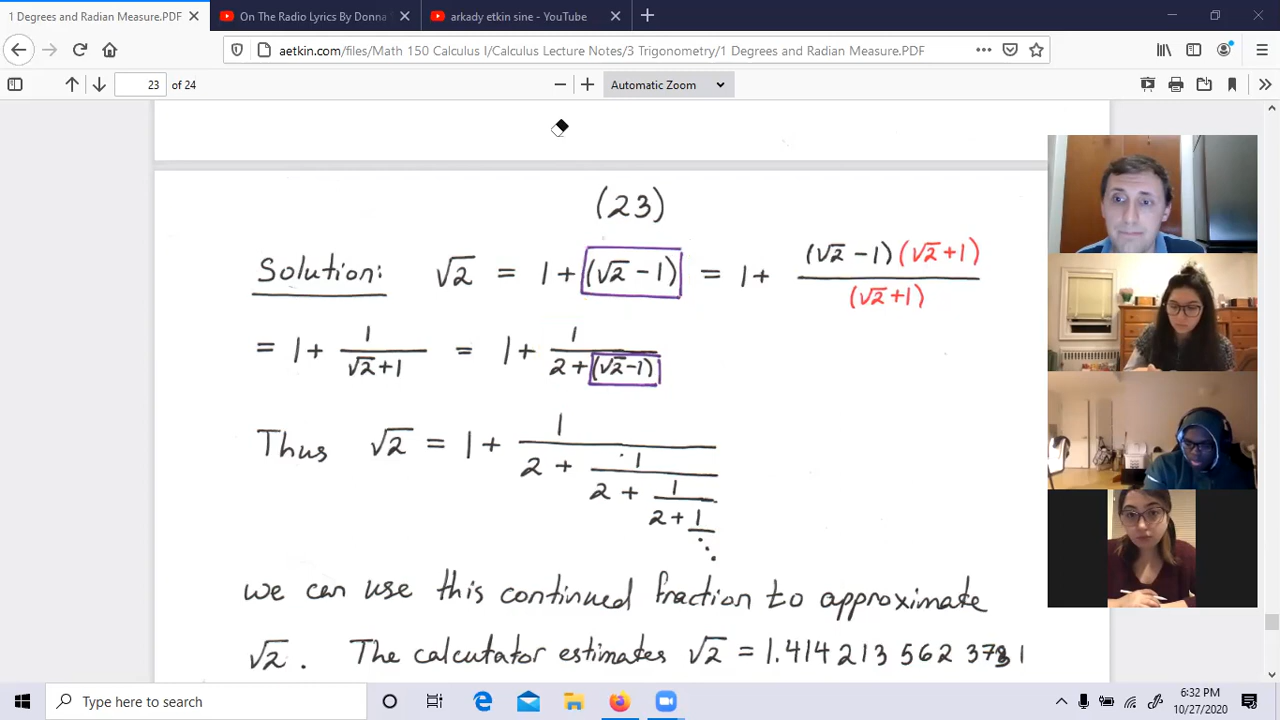 1 Degrees and Radian Measure.PDF
On The Radio Lyrics By Donna
arkady etkin sine - YouTube
aetkin.com/files/Math 150 Calculus I/Calculus Lecture Notes/3 Trigonometry/1 Degrees and Radian Measure.PDF
23 of 24
Automatic Zoom
(23)
Solution: √2 = 1 + (√2 − 1) = 1 + (√2 − 1)(√2 + 1) / (√2 + 1)
= 1 + 1 / (√2 + 1) = 1 + 1 / (2 + (√2 − 1))
Thus √2 = 1 + 1 / (2 + 1 / (2 + 1 / (2 + 1 / ⋱
we can use this continued fraction to approximate
√2. The calcutator estimates √2 = 1.414 213 562
Type here to search
6:32 PM
10/27/2020